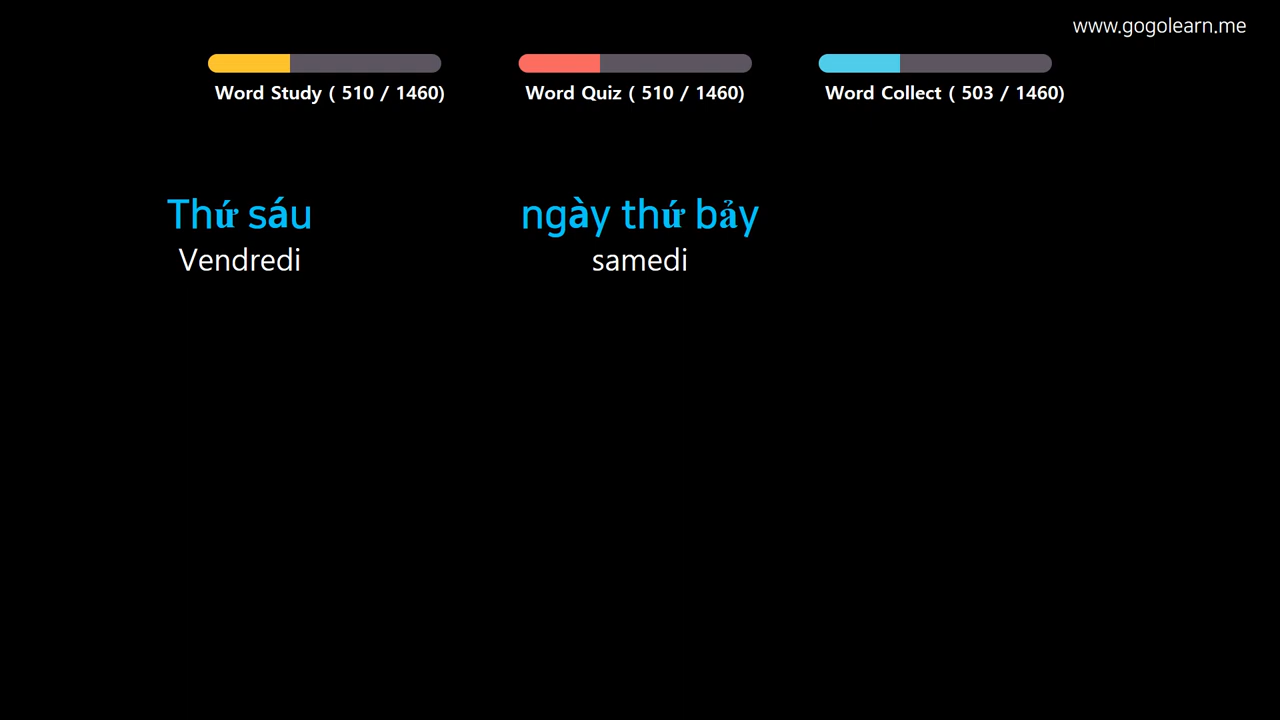 www.gogolearn.me
Word Study ( 510 / 1460)
Word Quiz ( 510 / 1460)
Word Collect ( 503 / 1460)
Thứ sáu
Vendredi
ngày thứ bảy
samedi